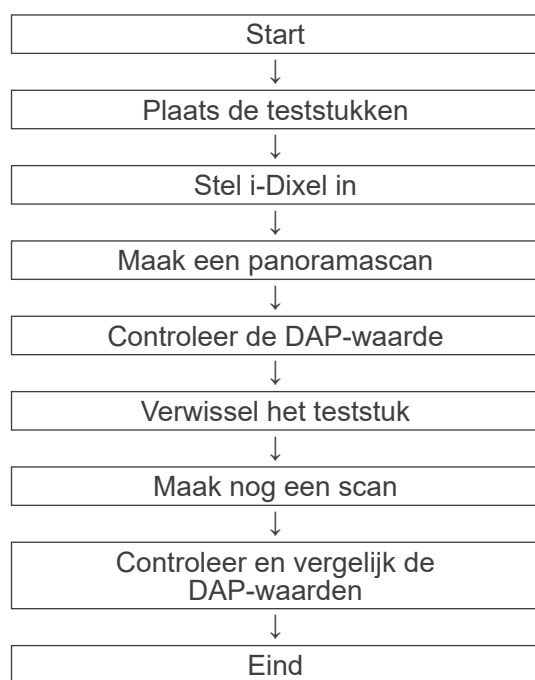 Start
↓
Plaats de teststukken
↓
Stel i-Dixel in
↓
Maak een panoramascan
↓
Controleer de DAP-waarde
↓
Verwissel het teststuk
↓
Maak nog een scan
↓
Controleer en vergelijk de
DAP-waarden
↓
Eind